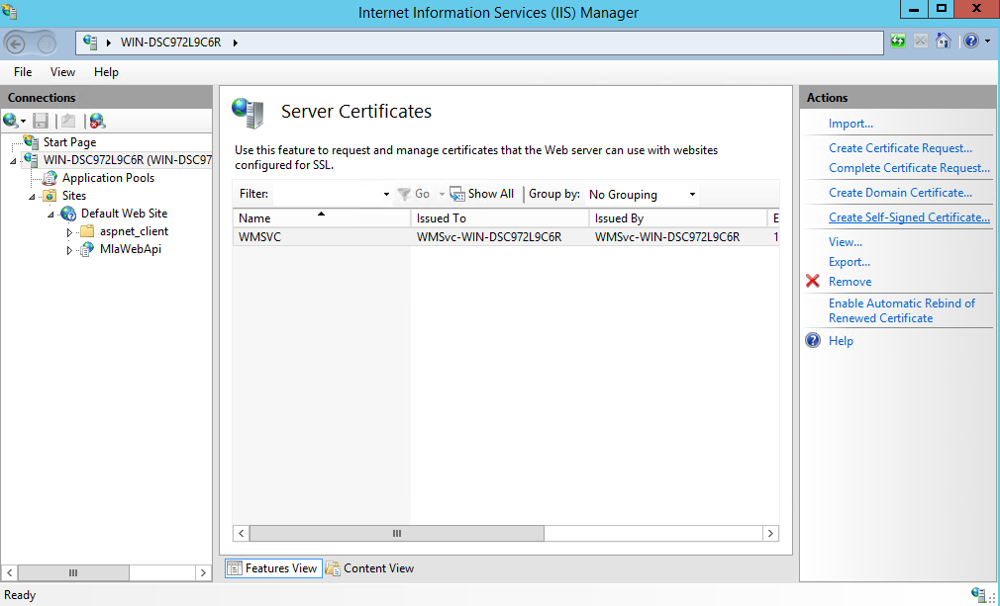 Internet Information Services (IIS) Manager
WIN-DSC972L9C6R
File View Help
Connections
Start Page
WIN-DSC972L9C6R (WIN-DSC97
Application Pools
Sites
Default Web Site
aspnet_client
MlaWebApi
Server Certificates
Use this feature to request and manage certificates that the Web server can use with websites
configured for SSL.
Filter: Go Show All Group by: No Grouping
Name Issued To Issued By E
WMSVC WMSvc-WIN-DSC972L9C6R WMSvc-WIN-DSC972L9C6R 1
Features View Content View
Actions
Import...
Create Certificate Request...
Complete Certificate Request...
Create Domain Certificate...
Create Self-Signed Certificate...
View...
Export...
Remove
Enable Automatic Rebind of
Renewed Certificate
Help
Ready